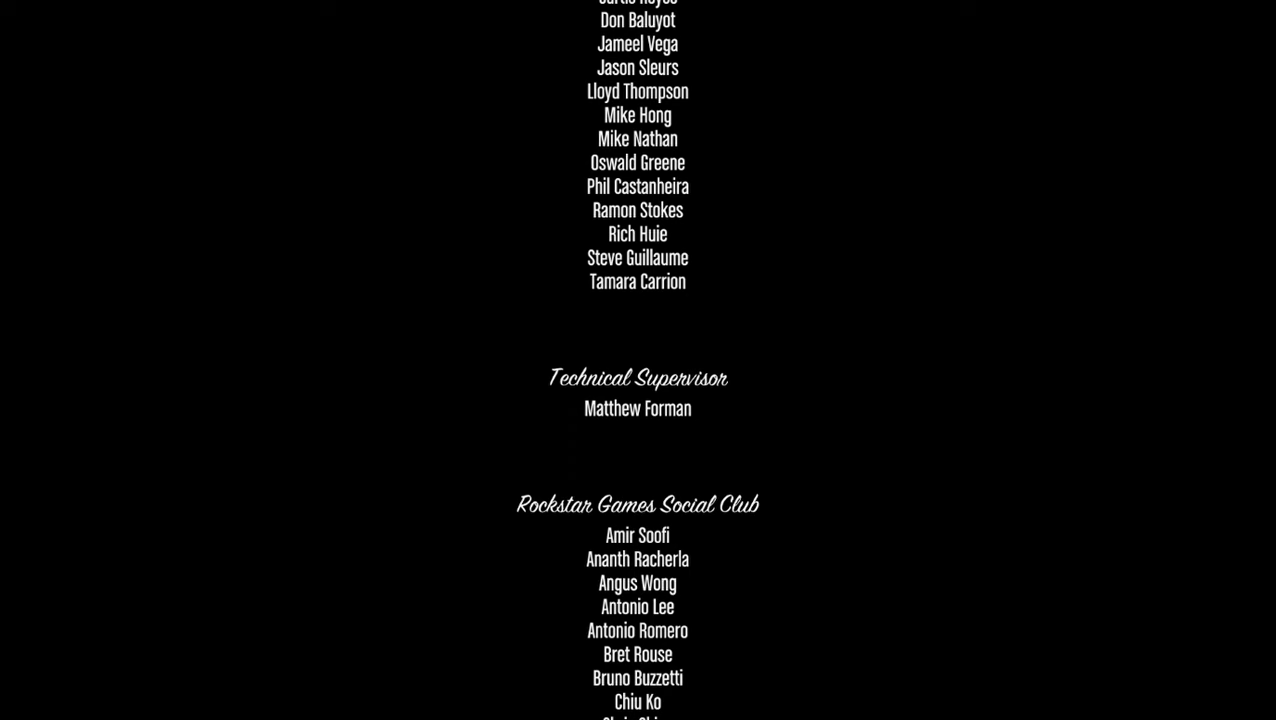 Don Baluyot
Jameel Vega
Jason Sleurs
Lloyd Thompson
Mike Hong
Mike Nathan
Oswald Greene
Phil Castanheira
Ramon Stokes
Rich Huie
Steve Guillaume
Tamara Carrion
Technical Supervisor
Matthew Forman
Rockstar Games Social Club
Amir Soofi
Ananth Racherla
Angus Wong
Antonio Lee
Antonio Romero
Bret Rouse
Bruno Buzzetti
Chiu Ko